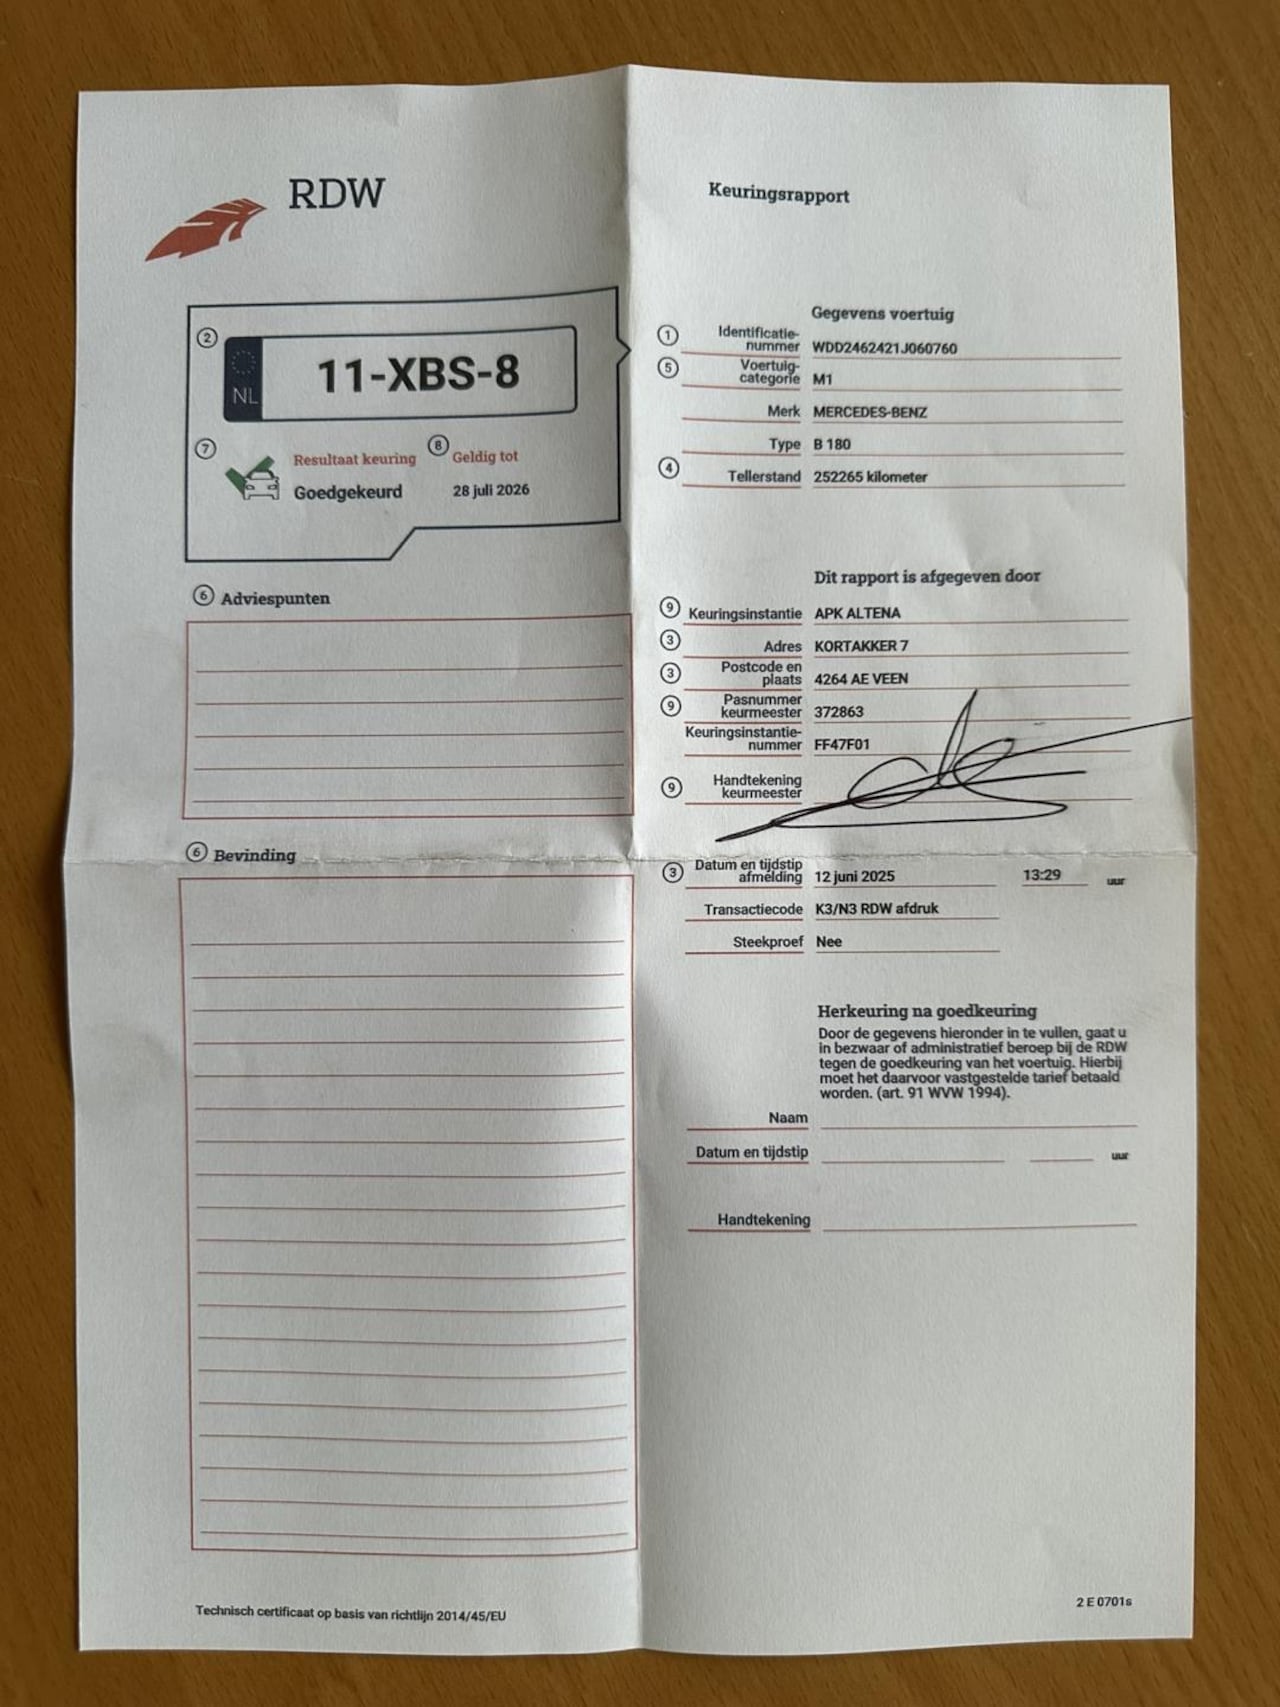 RDW
Keuringsrapport
2
NL
11-XBS-8
7
Resultaat keuring
Goedgekeurd
8
Geldig tot
28 juli 2026
6 Adviespunten
6 Bevinding
Gegevens voertuig
1 Identificatie-
nummer WDD2462421J060760
5 Voertuig-
categorie M1
Merk MERCEDES-BENZ
Type B 180
4 Tellerstand 252265 kilometer
Dit rapport is afgegeven door
9 Keuringsinstantie APK ALTENA
3 Adres KORTAKKER 7
3 Postcode en
plaats 4264 AE VEEN
9 Pasnummer
keurmeester 372863
Keuringsinstantie-
nummer FF47F01
9 Handtekening
keurmeester
3 Datum en tijdstip
afmelding 12 juni 2025 13:29 uur
Transactiecode K3/N3 RDW afdruk
Steekproef Nee
Herkeuring na goedkeuring
Door de gegevens hieronder in te vullen, gaat u
in bezwaar of administratief beroep bij de RDW
tegen de goedkeuring van het voertuig. Hierbij
moet het daarvoor vastgestelde tarief betaald
worden. (art. 91 WVW 1994).
Naam
Datum en tijdstip uur
Handtekening
Technisch certificaat op basis van richtlijn 2014/45/EU
2 E 0701s